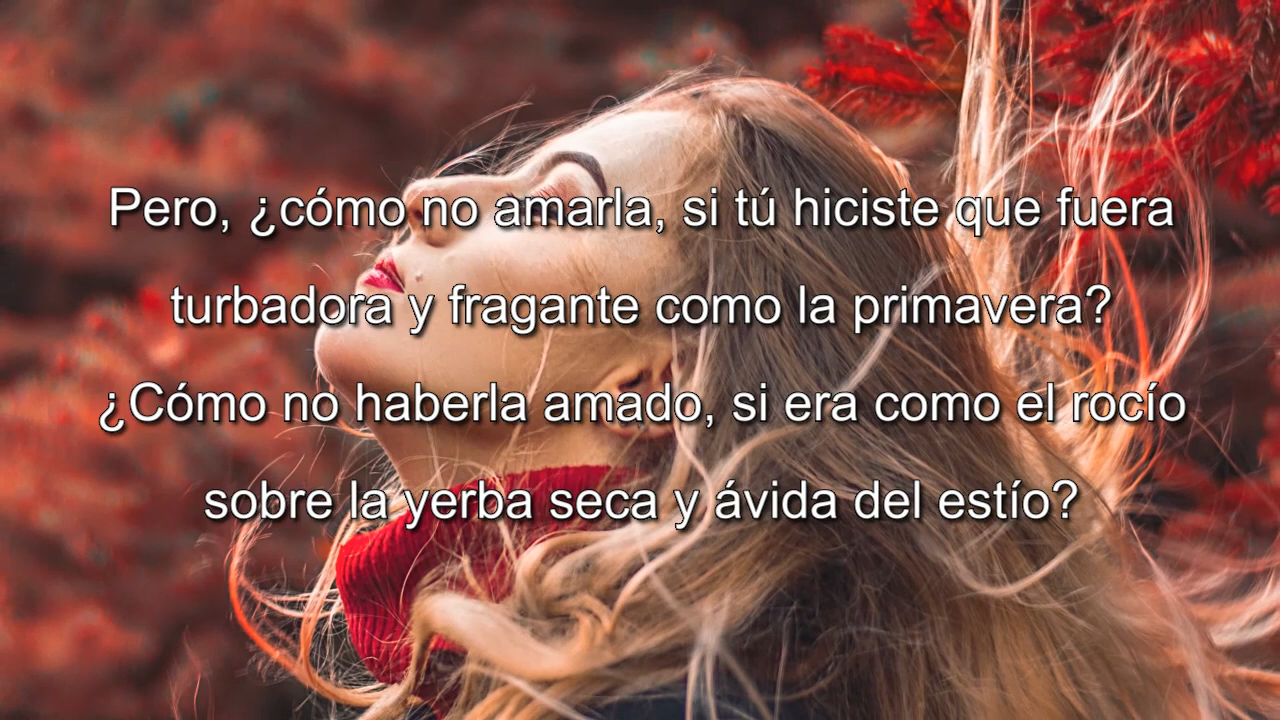 Pero, ¿cómo no amarla, si tú hiciste que fuera
turbadora y fragante como la primavera?
¿Cómo no haberla amado, si era como el rocío
sobre la yerba seca y ávida del estío?